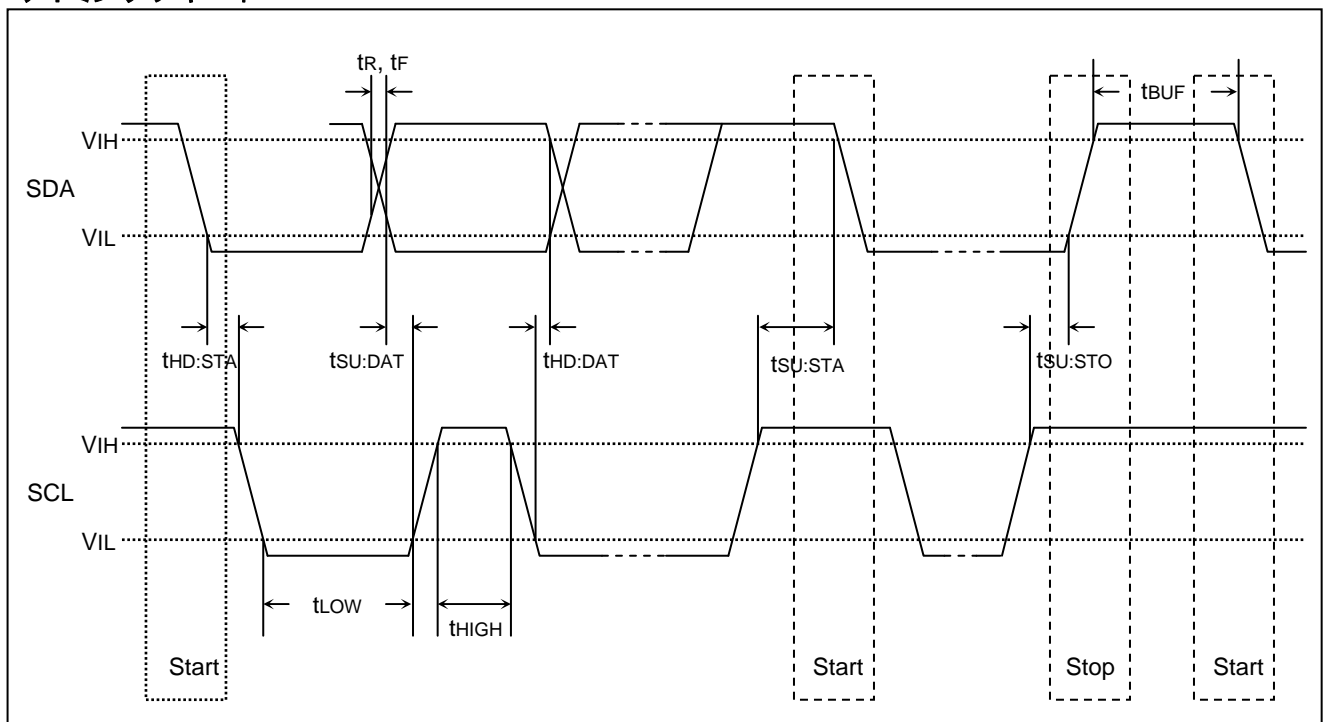 tR, tF
tBUF
VIH
SDA
VIL
tHD:STA
tSU:DAT
tHD:DAT
tSU:STA
tSU:STO
VIH
SCL
VIL
tLOW
tHIGH
Start
Start
Stop
Start